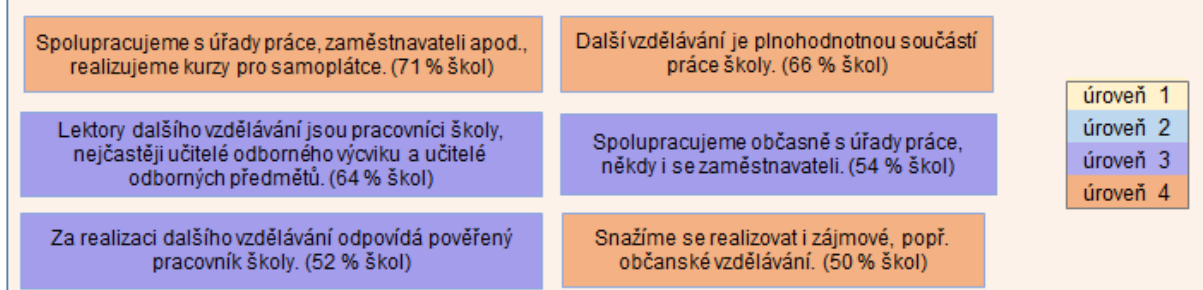 Spolupracujeme s úřady práce, zaměstnavateli apod.,
realizujeme kurzy pro samoplátce. (71 % škol)
Další vzdělávání je plnohodnotnou součástí
práce školy. (66 % škol)
Lektory dalšího vzdělávání jsou pracovníci školy,
nejčastěji učitelé odborného výcviku a učitelé
odborných předmětů. (64 % škol)
Spolupracujeme občasně s úřady práce,
někdy i se zaměstnavateli. (54 % škol)
Za realizaci dalšího vzdělávání odpovídá pověřený
pracovník školy. (52 % škol)
Snažíme se realizovat i zájmové, popř.
občanské vzdělávání. (50 % škol)
úroveň 1
úroveň 2
úroveň 3
úroveň 4